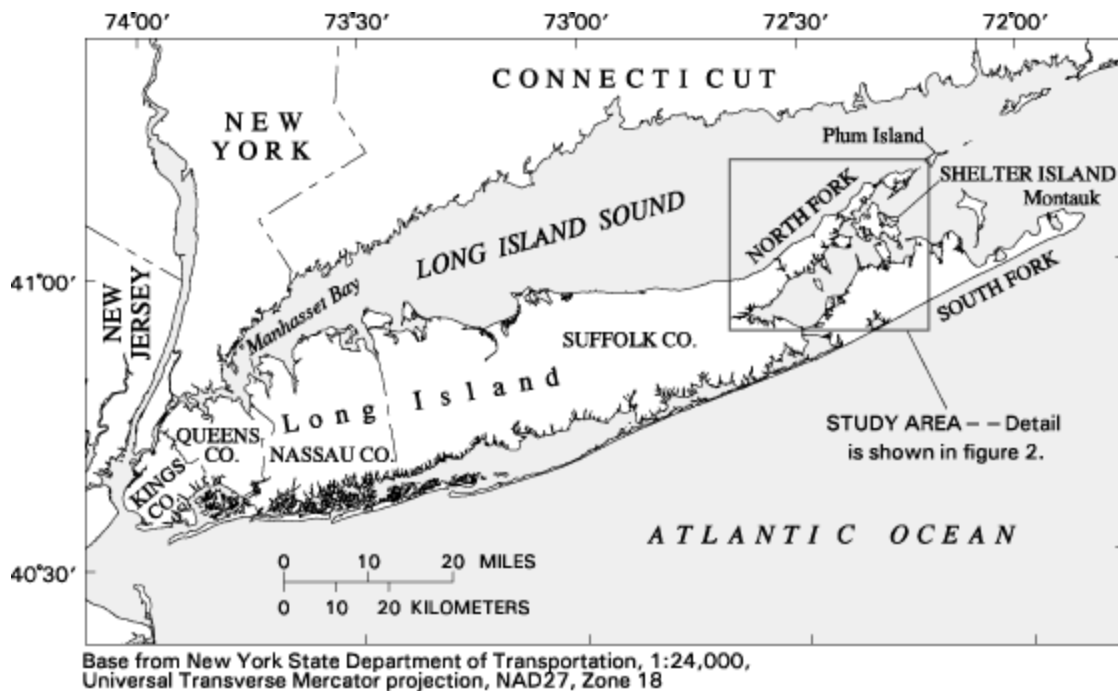 74°00′ 73°30′ 73°00′ 72°30′ 72°00′
CONNECTICUT
NEW
YORK
Plum Island
SHELTER ISLAND
Montauk
NORTH FORK
LONG ISLAND SOUND
41°00′
NEW
JERSEY
SOUTH FORK
Manhasset Bay
SUFFOLK CO.
Long Island
STUDY AREA – – Detail
is shown in figure 2.
QUEENS
CO.
NASSAU CO.
KINGS
CO.
ATLANTIC OCEAN
0 10 20 MILES
0 10 20 KILOMETERS
40°30′
Base from New York State Department of Transportation, 1:24,000,
Universal Transverse Mercator projection, NAD27, Zone 18